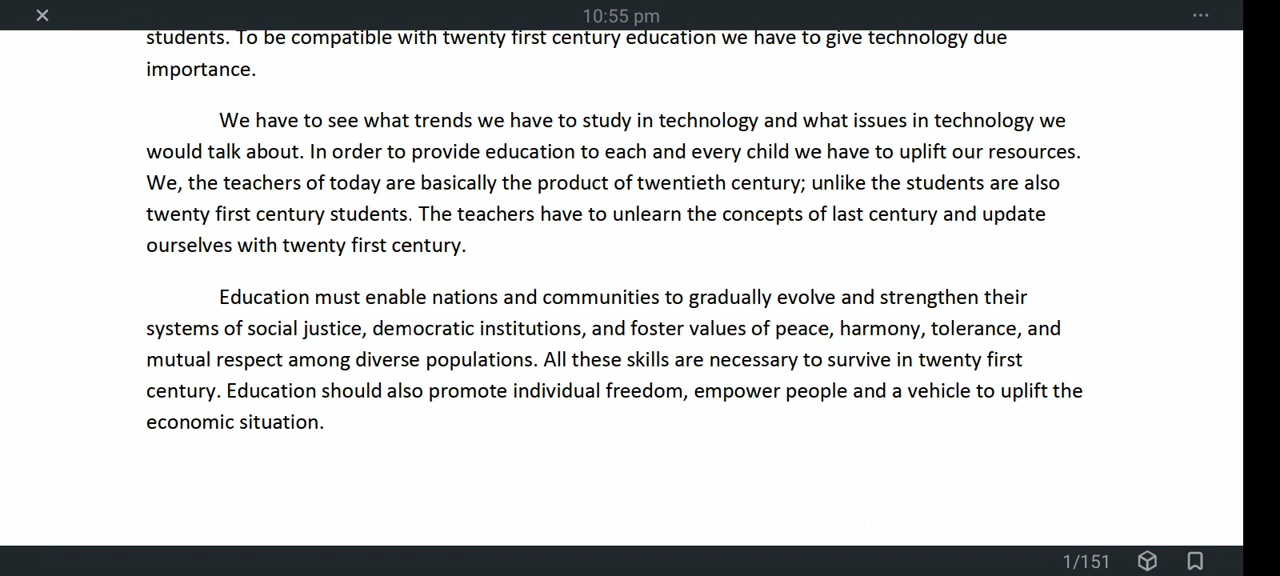 10:55 pm
students. To be compatible with twenty first century education we have to give technology due
importance.
We have to see what trends we have to study in technology and what issues in technology we
would talk about. In order to provide education to each and every child we have to uplift our resources.
We, the teachers of today are basically the product of twentieth century; unlike the students are also
twenty first century students. The teachers have to unlearn the concepts of last century and update
ourselves with twenty first century.
Education must enable nations and communities to gradually evolve and strengthen their
systems of social justice, democratic institutions, and foster values of peace, harmony, tolerance, and
mutual respect among diverse populations. All these skills are necessary to survive in twenty first
century. Education should also promote individual freedom, empower people and a vehicle to uplift the
economic situation.
1/151